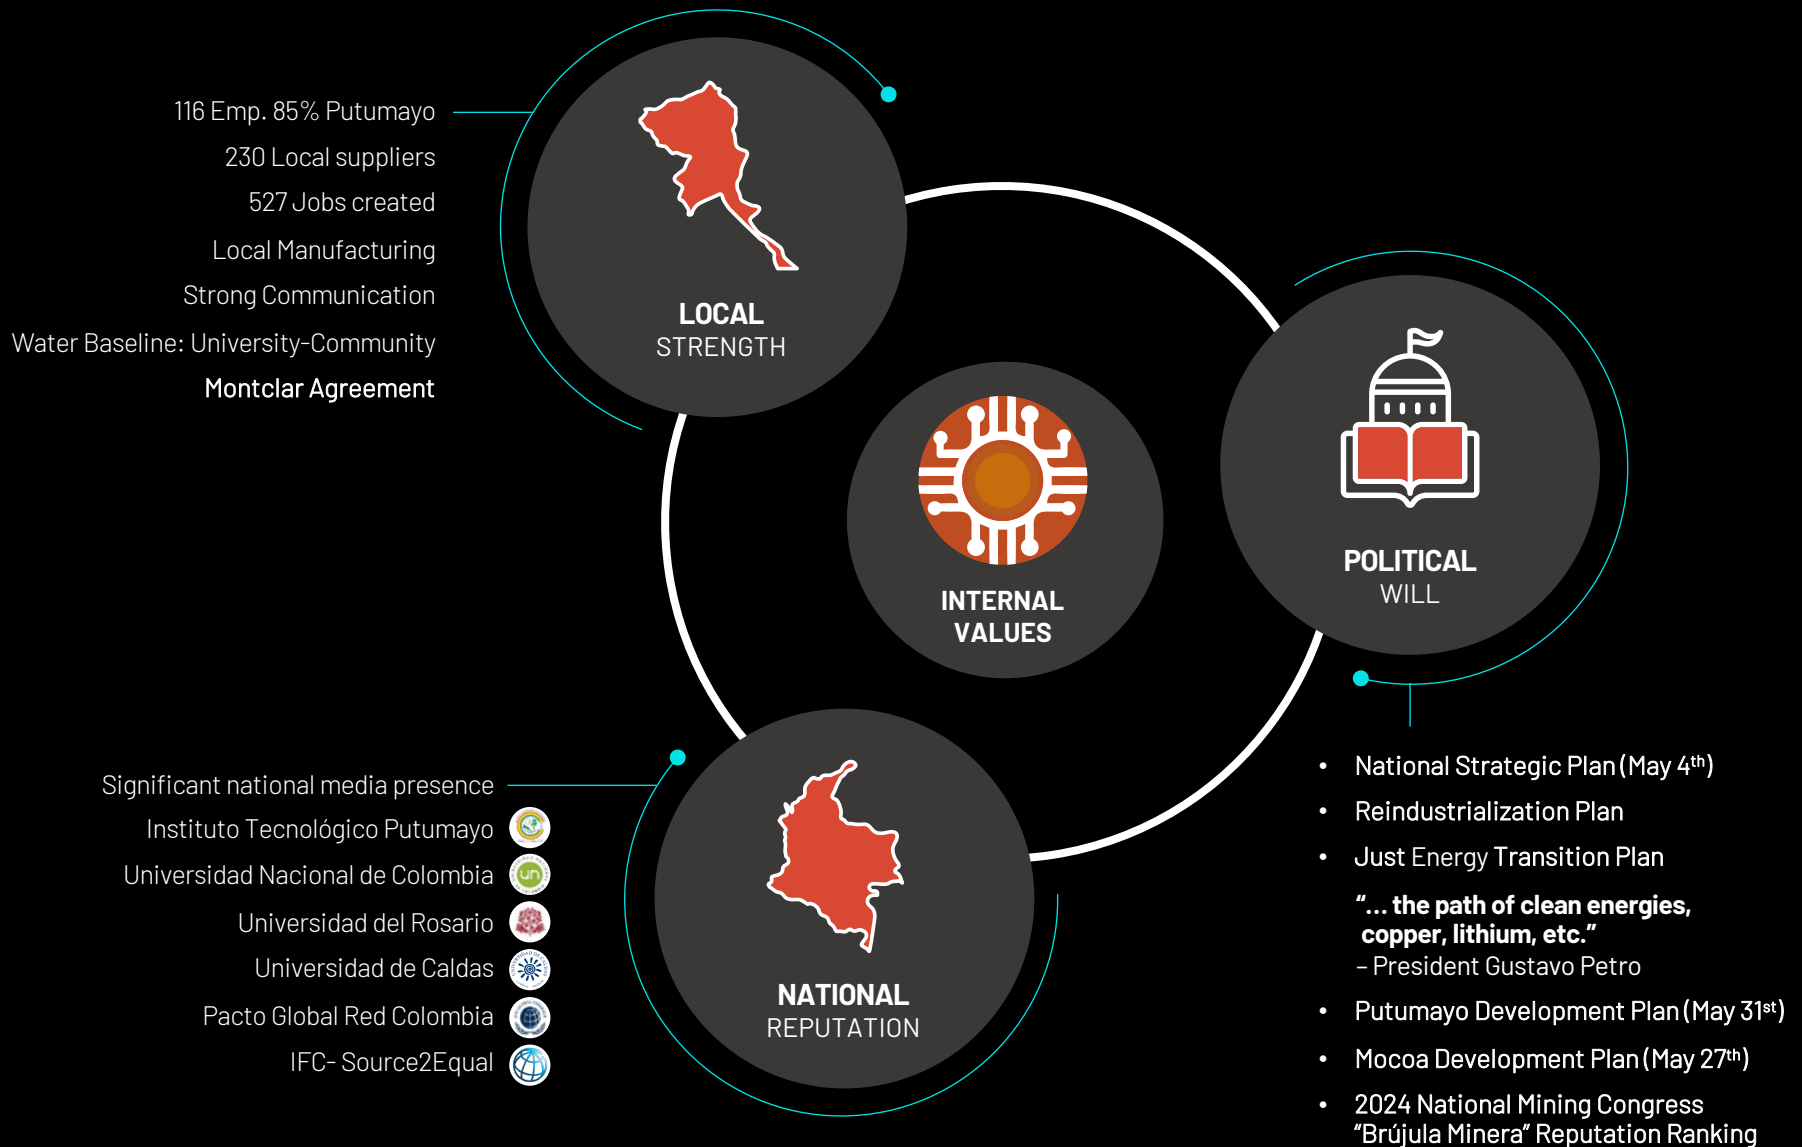 116 Emp. 85% Putumayo
230 Local suppliers
527 Jobs created
Local Manufacturing
Strong Communication
Water Baseline: University-Community
Montclar Agreement
LOCAL
STRENGTH
POLITICAL
WILL
INTERNAL
VALUES
NATIONAL
REPUTATION
Significant national media presence
Instituto Tecnológico Putumayo
Universidad Nacional de Colombia
un
Universidad del Rosario
Universidad de Caldas
Pacto Global Red Colombia
IFC- Source2Equal
• National Strategic Plan (May 4th)
• Reindustrialization Plan
• Just Energy Transition Plan
“... the path of clean energies,
copper, lithium, etc.”
– President Gustavo Petro
• Putumayo Development Plan (May 31st)
• Mocoa Development Plan (May 27th)
• 2024 National Mining Congress
“Brújula Minera” Reputation Ranking